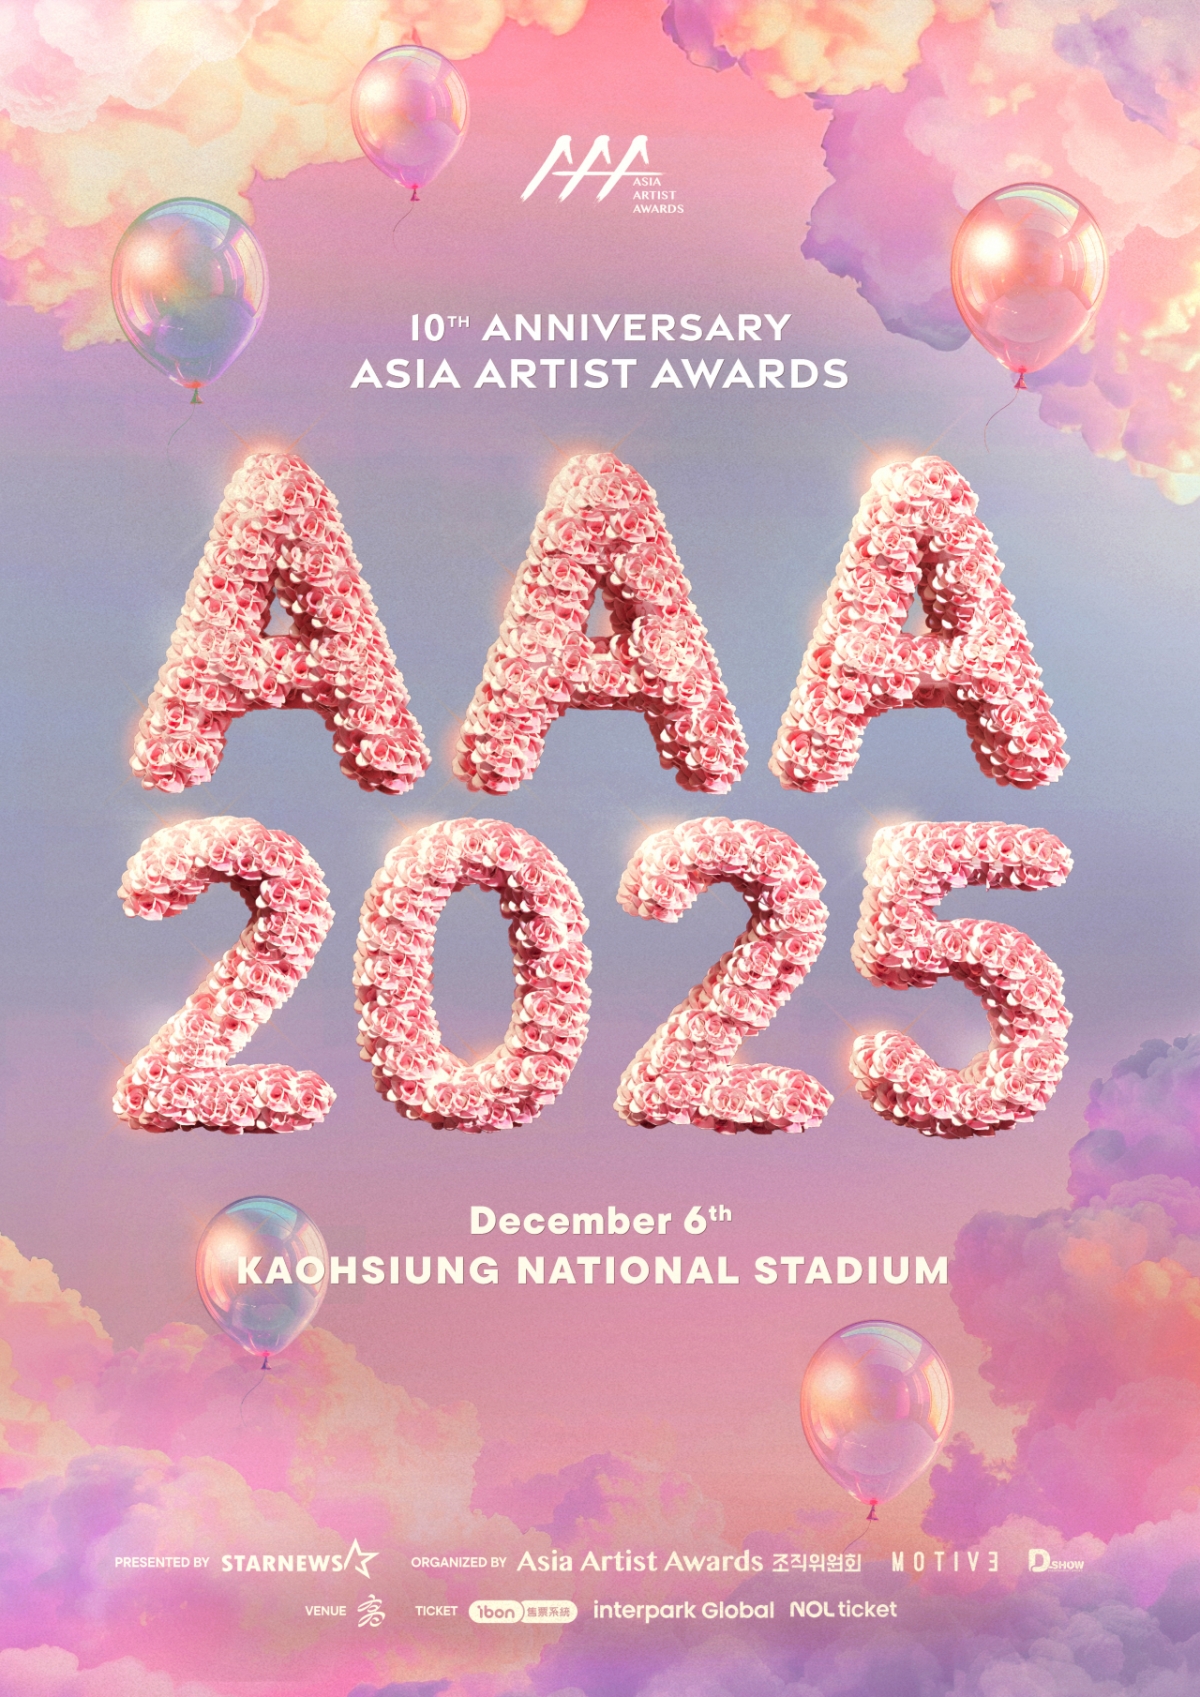 AAA
ASIA
ARTIST
AWARDS
10TH ANNIVERSARY
ASIA ARTIST AWARDS
AAA
2025
December 6th
KAOHSIUNG NATIONAL STADIUM
PRESENTED BY STARNEWS ORGANIZED BY Asia Artist Awards 조직위원회 MOTIVE D.SHOW
VENUE TICKET ibon 售票系統 interpark Global NOL ticket